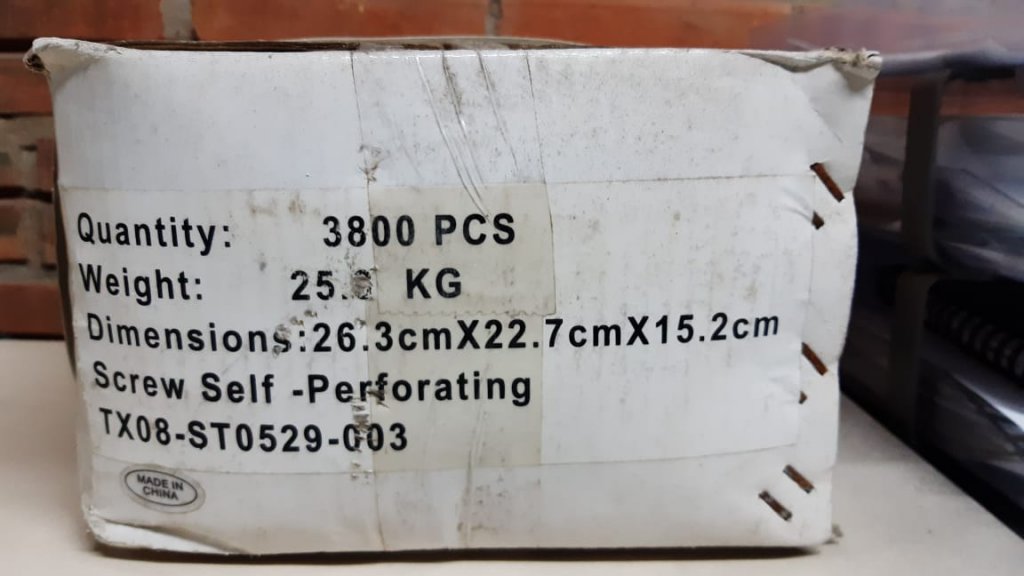 Quantity: 3800 PCS
Weight: KG
Dimensions:26.3cmX22.7cmX15.2cm
Screw Self -Perforating
TX08-ST0529-003
MADE IN
CHINA